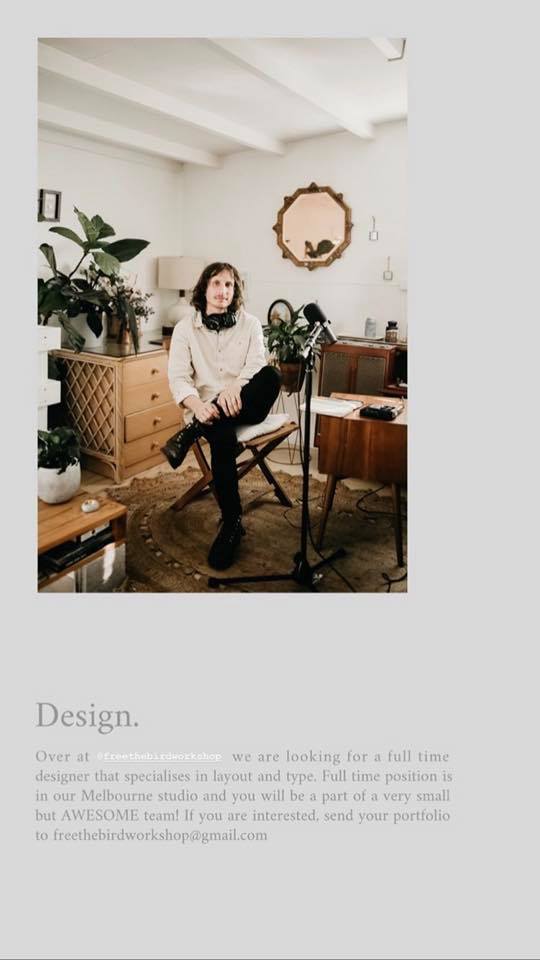 Design.
Over at @freethebirdworkshop we are looking for a full time
designer that specialises in layout and type. Full time position is
in our Melbourne studio and you will be a part of a very small
but AWESOME team! If you are interested, send your portfolio
to freethebirdworkshop@gmail.com